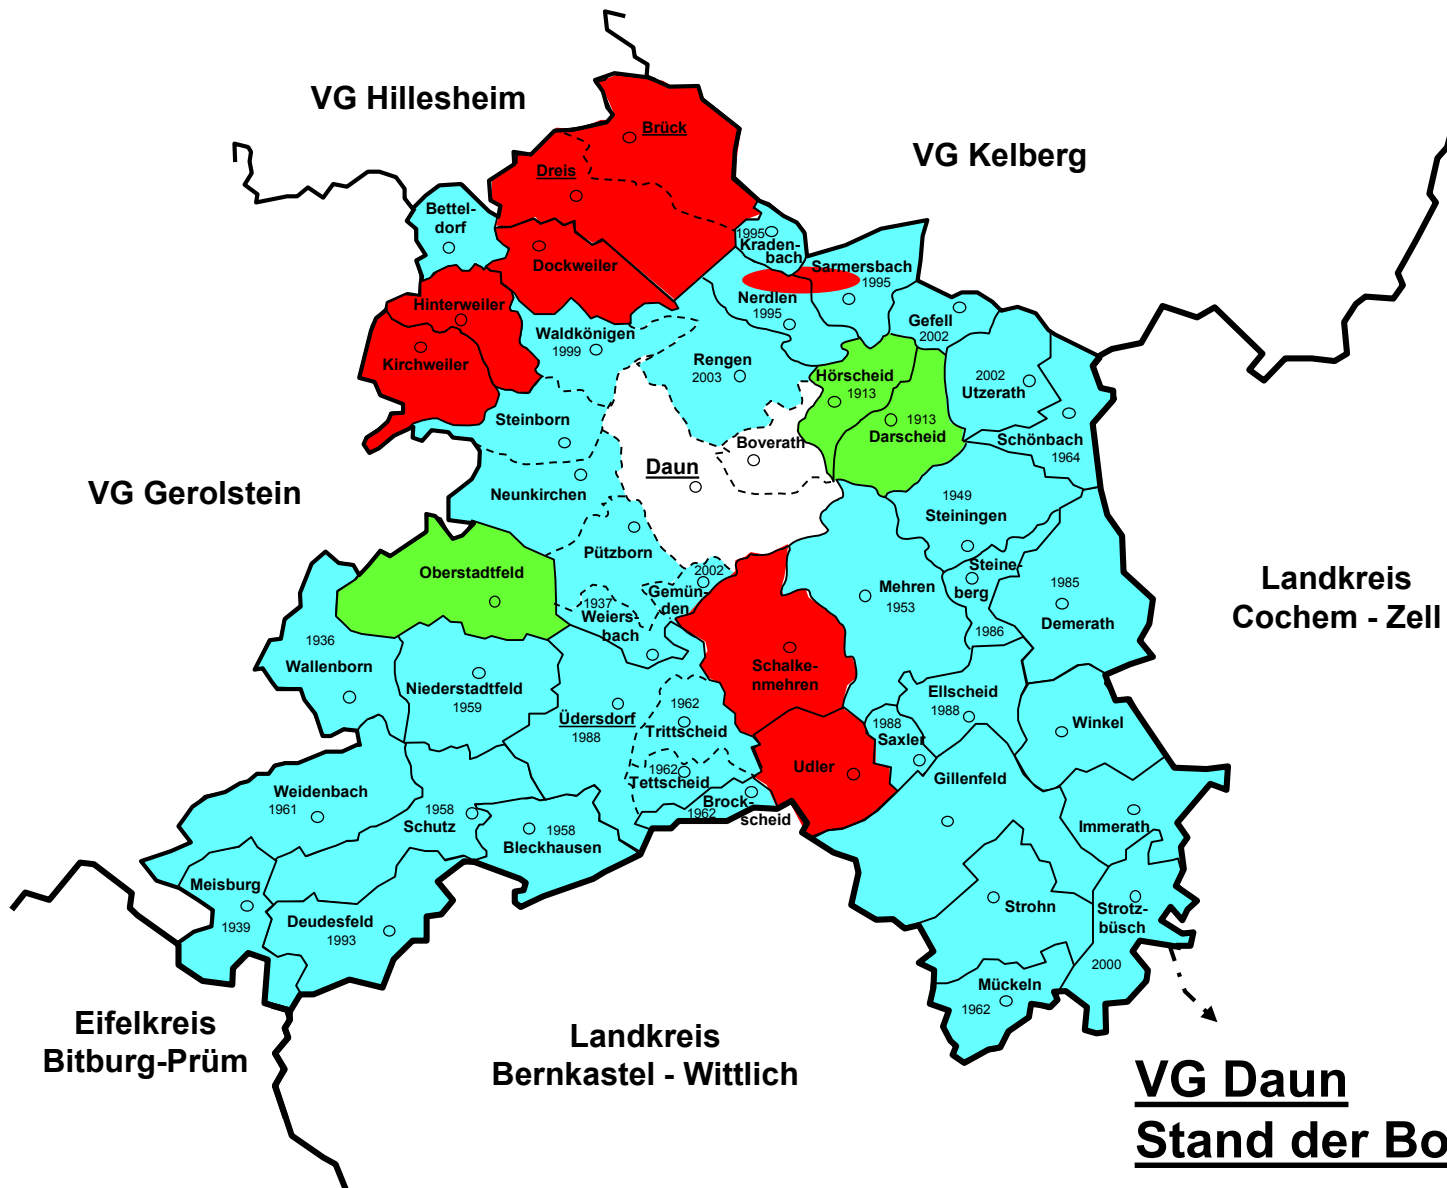 VG Hillesheim
VG Kelberg
Brück
Dreis
Bettel-
dorf
1995
Kraden-
bach
Dockweiler
Sarmersbach
1995
Hinterweiler
Nerdlen
1995
Gefell
2002
Waldkönigen
1999
Kirchweiler
Rengen
2003
Hörscheid
1913
2002
Utzerath
Steinborn
1913
Darscheid
Schönbach
1964
Boverath
Daun
VG Gerolstein
Neunkirchen
1949
Steiningen
Pützborn
Oberstadtfeld
2002
Gemün-
den
Mehren
1953
Steine-
berg
1986
1985
Demerath
Landkreis
Cochem - Zell
1937
Weiers-
bach
1936
Wallenborn
Schalke-
nmehren
Niederstadtfeld
1959
Ellscheid
1988
Üdersdorf
1988
1962
Trittscheid
1988
Saxler
Winkel
1962
Tettscheid
Udler
Gillenfeld
Weidenbach
1961
1958
Schutz
Brock-
scheid
1962
Immerath
1958
Bleckhausen
Meisburg
1939
Deudesfeld
1993
Strohn
Strotz-
büsch
2000
Mückeln
1962
Eifelkreis
Bitburg-Prüm
Landkreis
Bernkastel - Wittlich
VG Daun
Stand der Bo